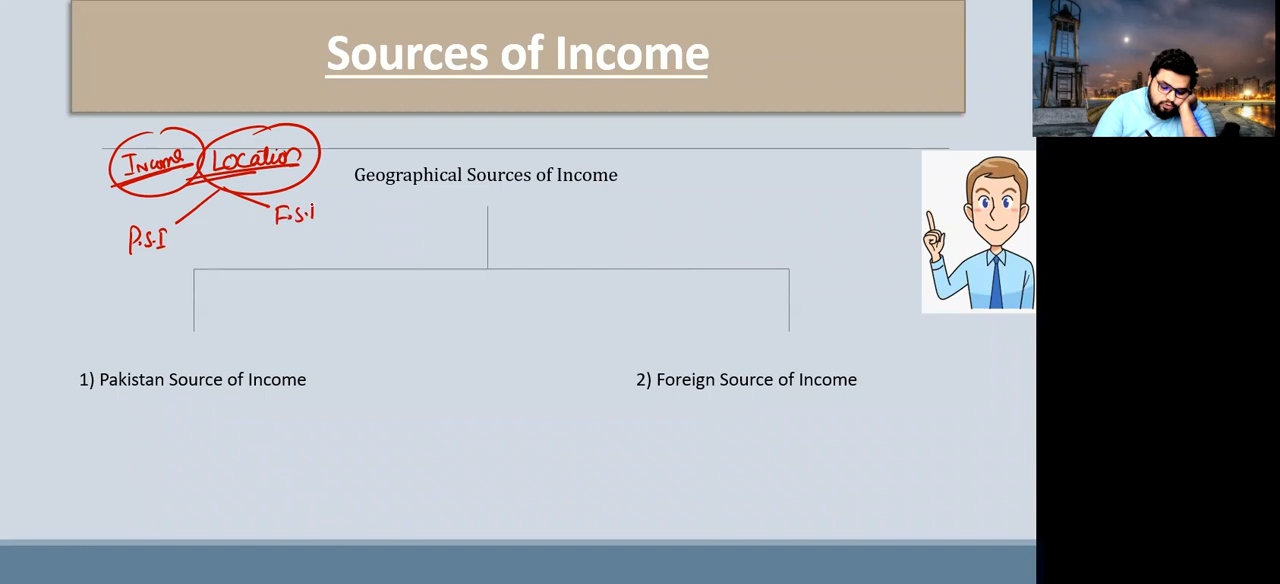 Sources of Income
Income Location
Geographical Sources of Income
P.S.I
F.S.I
1) Pakistan Source of Income
2) Foreign Source of Income